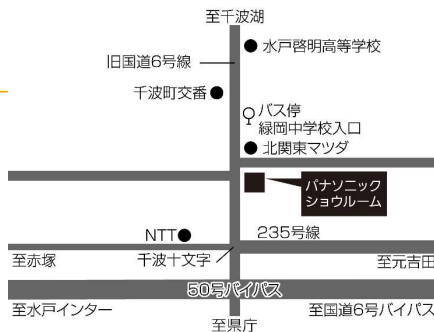 至千波湖
水戸啓明高等学校
旧国道6号線
千波町交番
バス停
緑岡中学校入口
北関東マツダ
パナソニック
ショウルーム
NTT
235号線
至赤塚
千波十文字
至元吉田
50号バイパス
至水戸インター
至国道6号バイパス
至県庁